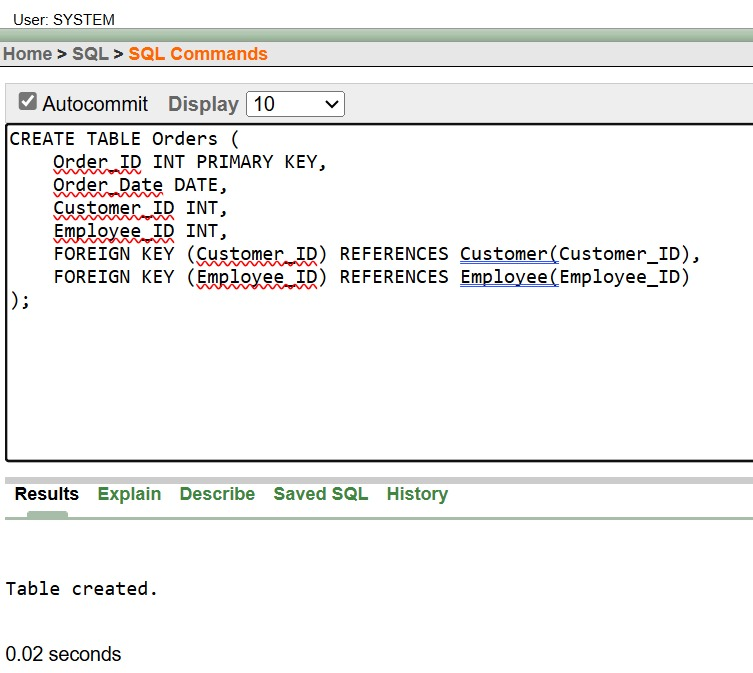 User: SYSTEM
Home > SQL > SQL Commands
Autocommit Display 10
CREATE TABLE Orders (
    Order_ID INT PRIMARY KEY,
    Order_Date DATE,
    Customer_ID INT,
    Employee_ID INT,
    FOREIGN KEY (Customer_ID) REFERENCES Customer(Customer_ID),
    FOREIGN KEY (Employee_ID) REFERENCES Employee(Employee_ID)
);
Results Explain Describe Saved SQL History
Table created.
0.02 seconds